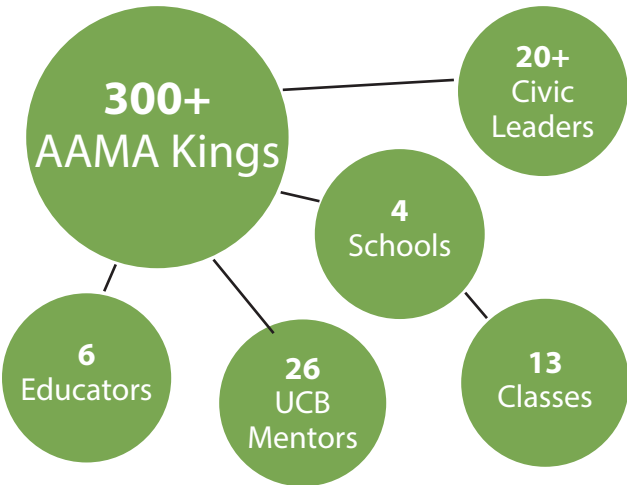 300+
AAMA Kings
20+
Civic
Leaders
4
Schools
6
Educators
26
UCB
Mentors
13
Classes